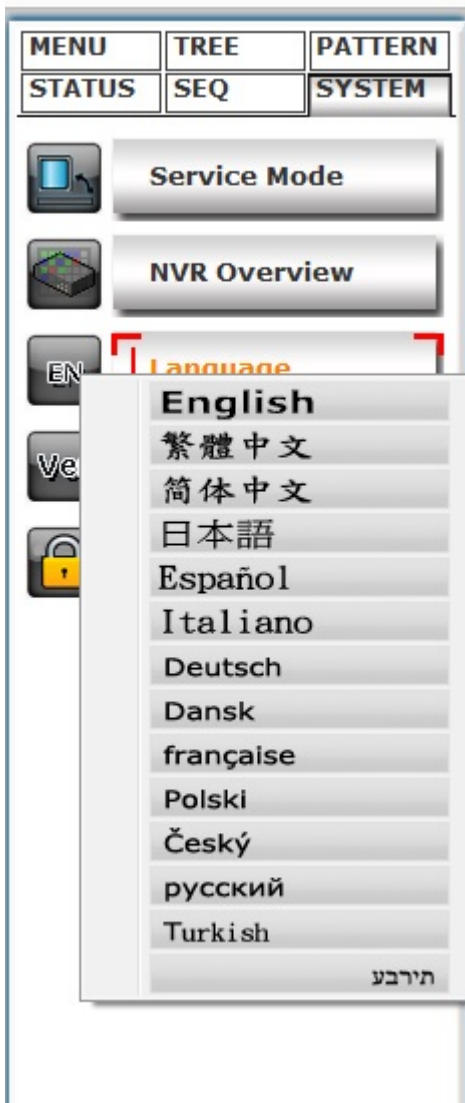 MENU TREE PATTERN
STATUS SEQ SYSTEM
Service Mode
NVR Overview
EN Language
English
繁體中文
简体中文
日本語
Español
Italiano
Deutsch
Dansk
française
Polski
Český
русский
Turkish
תירבע